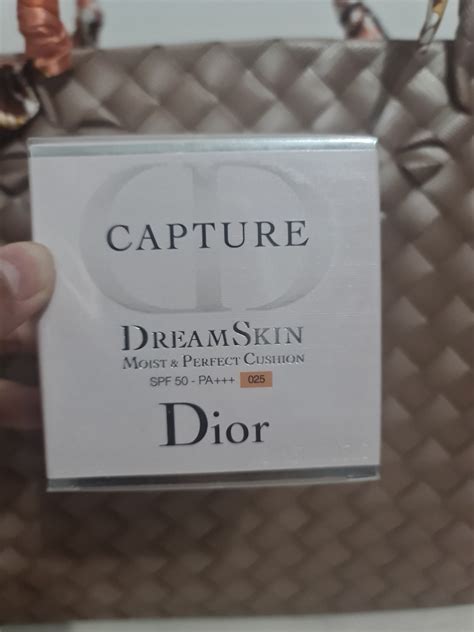 CAPTURE
DREAMSKIN
MOIST & PERFECT CUSHION
SPF 50 - PA+++ 025
Dior